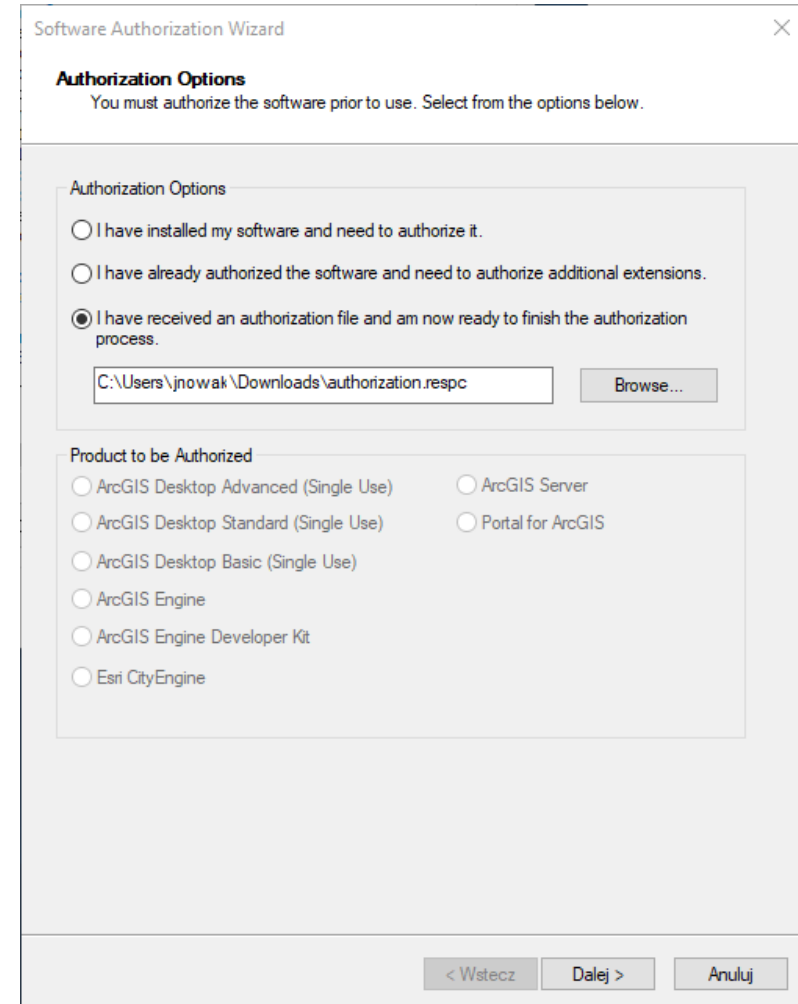 Software Authorization Wizard
Authorization Options
You must authorize the software prior to use. Select from the options below.
Authorization Options
I have installed my software and need to authorize it.
I have already authorized the software and need to authorize additional extensions.
I have received an authorization file and am now ready to finish the authorization
process.
C:\Users\jnowak\Downloads\authorization.respc
Browse...
Product to be Authorized
ArcGIS Desktop Advanced (Single Use)
ArcGIS Server
ArcGIS Desktop Standard (Single Use)
Portal for ArcGIS
ArcGIS Desktop Basic (Single Use)
ArcGIS Engine
ArcGIS Engine Developer Kit
Esri CityEngine
< Wstecz
Dalej >
Anuluj